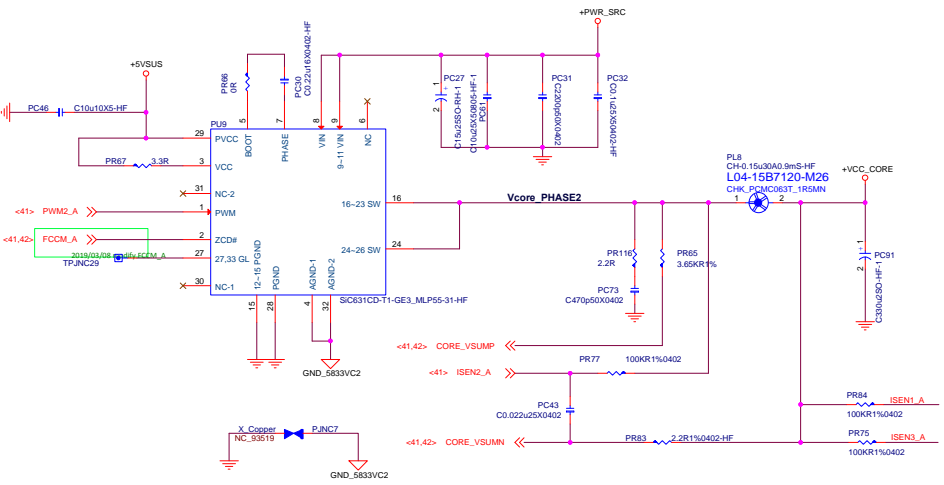 +PWR_SRC
+5VSUS
PR66
0R
PC30
C0.22u16X0402-HF
PC27
C15u25SO-RH-1
PC61
C10u25X50805-HF-1
PC31
C2200p50X0402
PC32
C0.1u25X50402-HF
1
2
PC46
C10u10X5-HF
PU9
5
7
8
9
6
BOOT
PHASE
VIN
9~11 VIN
NC
29
PVCC
PR67
3.3R
3
VCC
31
NC-2
<41> PWM2_A
1
PWM
<41,42> FCCM_A
2
ZCD#
2019/03/08
dify FCCM_A
TPJNC29
27
27,33 GL
30
NC-1
16~23 SW
16
24~26 SW
24
12~15 PGND
PGND
AGND-1
AGND-2
15
28
4
32
SiC631CD-T1-GE3_MLP55-31-HF
GND_5833VC2
Vcore_PHASE2
PL8
CH-0.15u30A0.9mS-HF
L04-15B7120-M26
CHK_PCMC063T_1R5MN
1
2
+VCC_CORE
PR116
2.2R
PR65
3.65KR1%
PC73
C470p50X0402
1
2
PC91
C330u2SO-HF-1
<41,42> CORE_VSUMP
<41> ISEN2_A
PR77
100KR1%0402
PC43
C0.022u25X0402
<41,42> CORE_VSUMN
PR83
2.2R1%0402-HF
PR84
ISEN1_A
100KR1%0402
PR75
ISEN3_A
100KR1%0402
X_Copper
PJNC7
NC_93519
GND_5833VC2